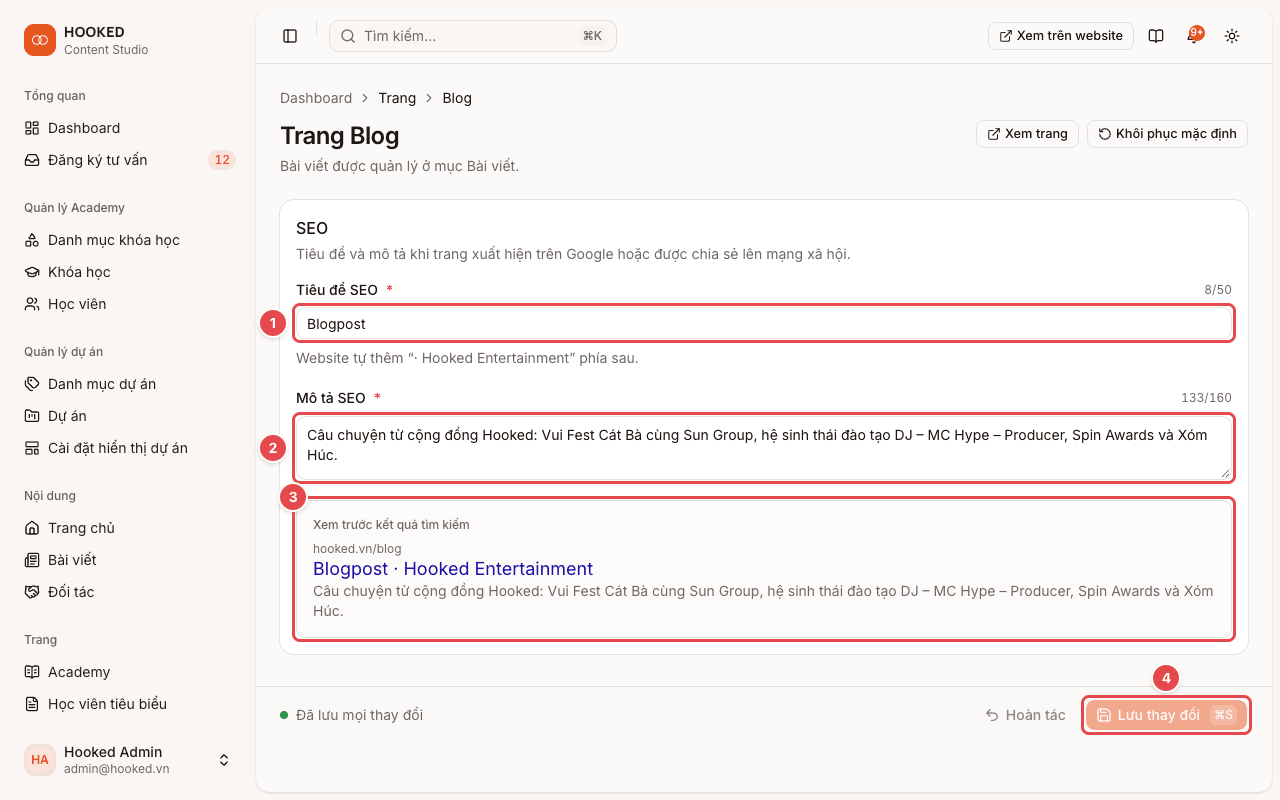 HOOKED
Content Studio
Tổng quan
Dashboard
Đăng ký tư vấn
12
Quản lý Academy
Danh mục khóa học
Khóa học
Học viên
Quản lý dự án
Danh mục dự án
Dự án
Cài đặt hiển thị dự án
Nội dung
Trang chủ
Bài viết
Đối tác
Trang
Academy
Học viên tiêu biểu
HA
Hooked Admin
admin@hooked.vn
Tìm kiếm...
⌘K
Xem trên website
9+
Dashboard > Trang > Blog
Trang Blog
Bài viết được quản lý ở mục Bài viết.
Xem trang
Khôi phục mặc định
SEO
Tiêu đề và mô tả khi trang xuất hiện trên Google hoặc được chia sẻ lên mạng xã hội.
Tiêu đề SEO *
8/50
1
Blogpost
Website tự thêm “· Hooked Entertainment” phía sau.
Mô tả SEO *
133/160
2
Câu chuyện từ cộng đồng Hooked: Vui Fest Cát Bà cùng Sun Group, hệ sinh thái đào tạo DJ – MC Hype – Producer, Spin Awards và Xóm
Húc.
3
Xem trước kết quả tìm kiếm
hooked.vn/blog
Blogpost · Hooked Entertainment
Câu chuyện từ cộng đồng Hooked: Vui Fest Cát Bà cùng Sun Group, hệ sinh thái đào tạo DJ – MC Hype – Producer, Spin Awards và Xóm
Húc.
4
Đã lưu mọi thay đổi
Hoàn tác
Lưu thay đổi
⌘S